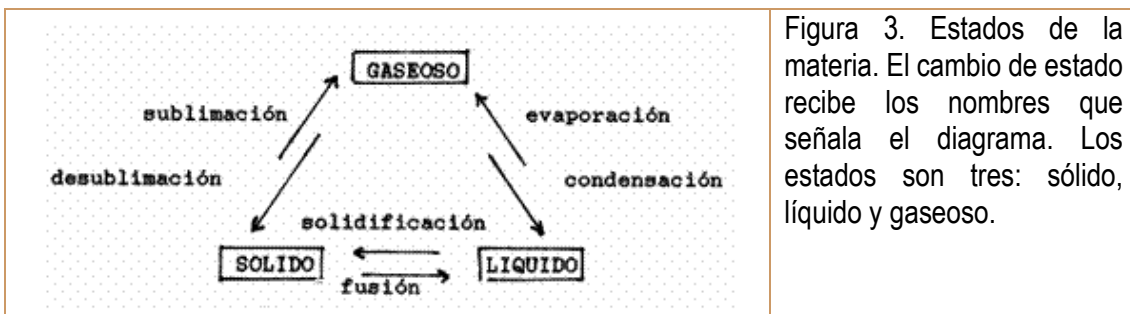 GASEOSO
sublimación
evaporación
desublimación
condensación
solidificación
SOLIDO
LIQUIDO
fusión
Figura 3. Estados de la
materia. El cambio de estado
recibe los nombres que
señala el diagrama. Los
estados son tres: sólido,
líquido y gaseoso.